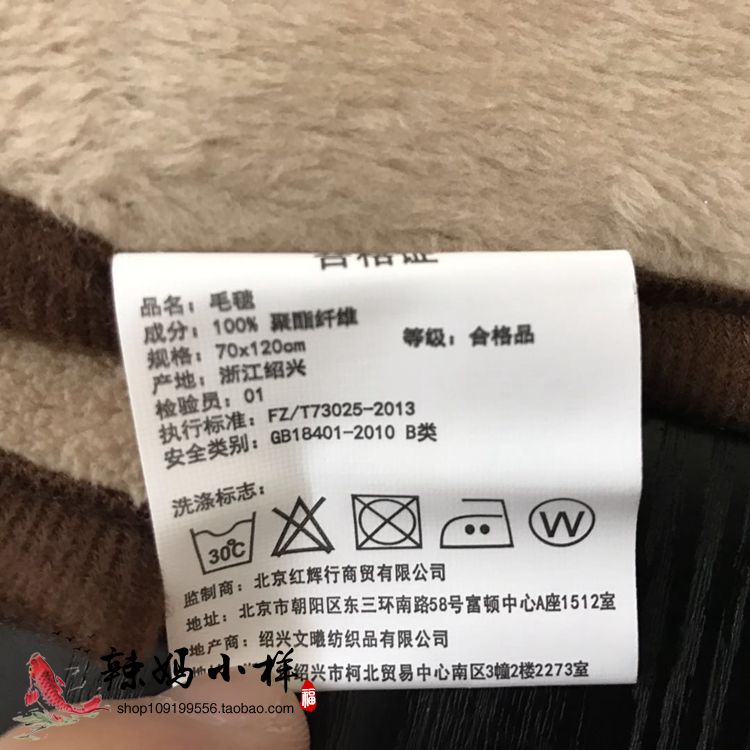 合格证
品名：毛毯
成分：100% 聚酯纤维
等级：合格品
规格：70x120cm
产地：浙江绍兴
检验员：01
执行标准：FZ/T73025-2013
安全类别：GB18401-2010 B类
洗涤标志：
30℃
W
监制商：北京红辉行商贸有限公司
地址：北京市朝阳区东三环南路58号富顿中心A座1512室
地产商：绍兴文曦纺织品有限公司
绍兴市柯北贸易中心南区3幢2楼2273室
辣妈小样
福
shop109199556.taobao.com